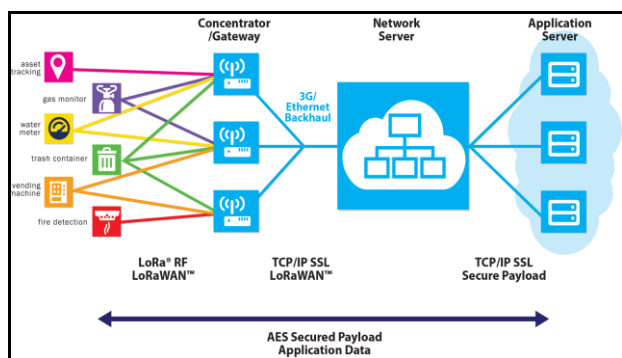 Concentrator
/Gateway
Network
Server
Application
Server
asset
tracking
gas monitor
water
meter
trash container
vending
machine
fire detection
3G/
Ethernet
Backhaul
LoRa® RF
LoRaWAN™
TCP/IP SSL
LoRaWAN™
TCP/IP SSL
Secure Payload
AES Secured Payload
Application Data